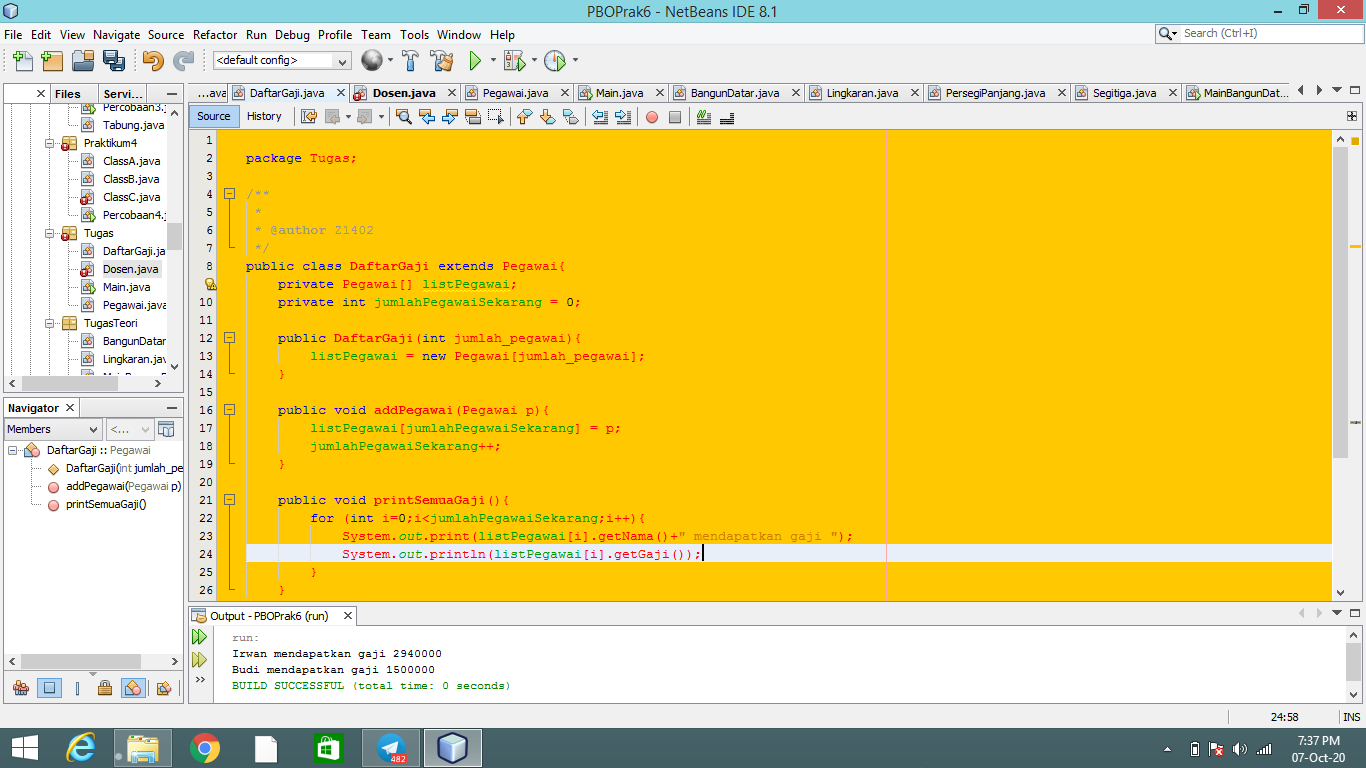 PBOPrak6 - NetBeans IDE 8.1
File Edit View Navigate Source Refactor Run Debug Profile Team Tools Window Help
Search (Ctrl+I)
<default config>
Files Servi...
...ava DaftarGaji.java Dosen.java Pegawai.java Main.java BangunDatar.java Lingkaran.java PersegiPanjang.java Segitiga.java MainBangunDat...
Source History
Percobaan3.j
Tabung.java
Praktikum4
ClassA.java
ClassB.java
ClassC.java
Percobaan4.j
Tugas
DaftarGaji.ja
Dosen.java
Main.java
Pegawai.java
TugasTeori
BangunDatar
Lingkaran.jav
1
2 package Tugas;
3
4 /**
5 *
6 * @author Z1402
7 */
8 public class DaftarGaji extends Pegawai{
private Pegawai[] listPegawai;
10 private int jumlahPegawaiSekarang = 0;
11
12 public DaftarGaji(int jumlah_pegawai){
13 listPegawai = new Pegawai[jumlah_pegawai];
14 }
15
16 public void addPegawai(Pegawai p){
17 listPegawai[jumlahPegawaiSekarang] = p;
18 jumlahPegawaiSekarang++;
19 }
20
21 public void printSemuaGaji(){
22 for (int i=0;i<jumlahPegawaiSekarang;i++){
23 System.out.print(listPegawai[i].getNama()+" mendapatkan gaji ");
24 System.out.println(listPegawai[i].getGaji());
25 }
26 }
Navigator
Members <...
DaftarGaji :: Pegawai
DaftarGaji(int jumlah_pe
addPegawai(Pegawai p)
printSemuaGaji()
Output - PBOPrak6 (run)
run:
Irwan mendapatkan gaji 2940000
Budi mendapatkan gaji 1500000
BUILD SUCCESSFUL (total time: 0 seconds)
24:58 INS
482
7:37 PM
07-Oct-20